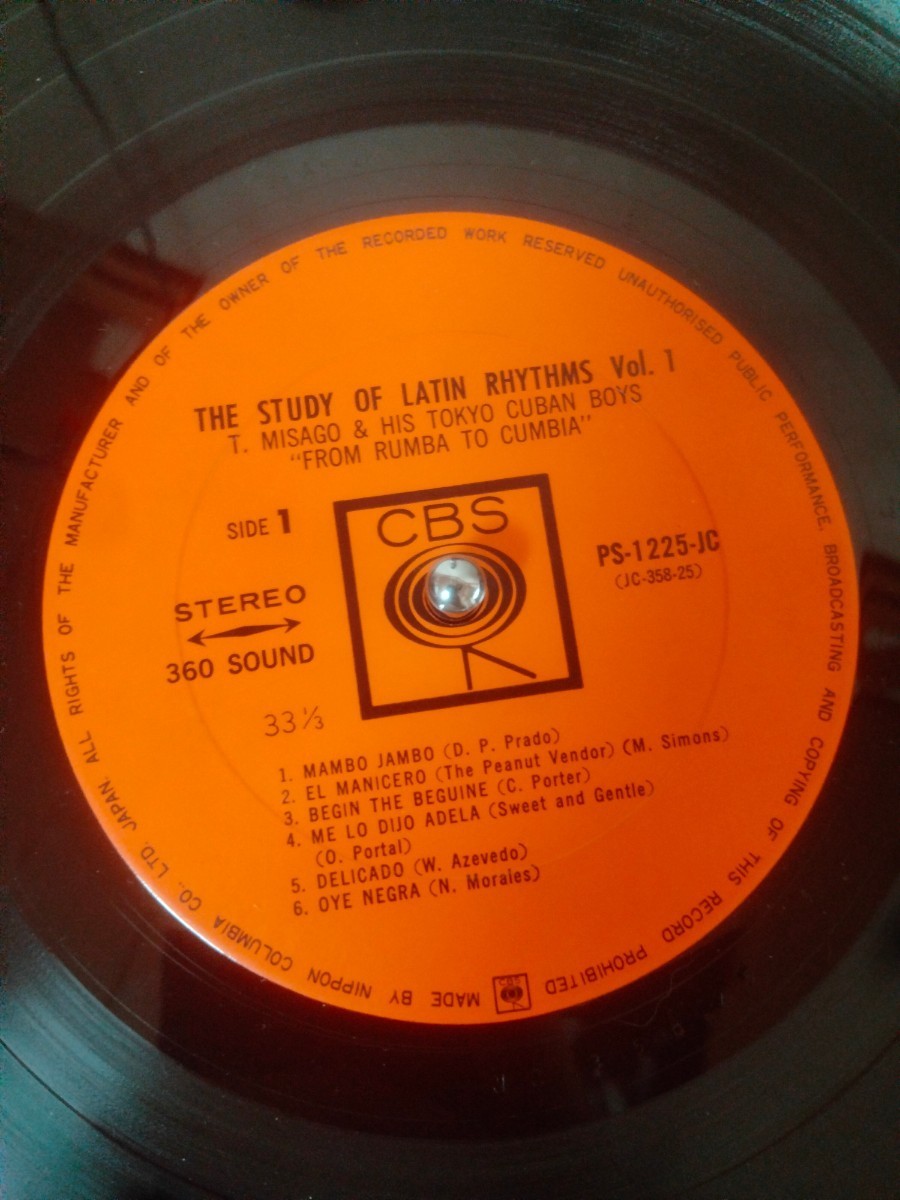 THE STUDY OF LATIN RHYTHMS Vol. 1
T. MISAGO & HIS TOKYO CUBAN BOYS
"FROM RUMBA TO CUMBIA"
SIDE 1
CBS
PS-1225-JC
(JC-358-25)
STEREO
360 SOUND
33 ⅓
1. MAMBO JAMBO (D. P. Prado)
2. EL MANICERO (The Peanut Vendor) (M. Simons)
3. BEGIN THE BEGUINE (C. Porter)
4. ME LO DIJO ADELA (Sweet and Gentle)
(O. Portal)
5. DELICADO (W. Azevedo)
6. OYE NEGRA (N. Morales)
MADE BY NIPPON COLUMBIA CO., LTD. JAPAN. ALL RIGHTS OF THE MANUFACTURER AND OF THE OWNER OF THE RECORDED WORK RESERVED UNAUTHORISED PUBLIC PERFORMANCE, BROADCASTING AND COPYING OF THIS RECORD PROHIBITED
CBS